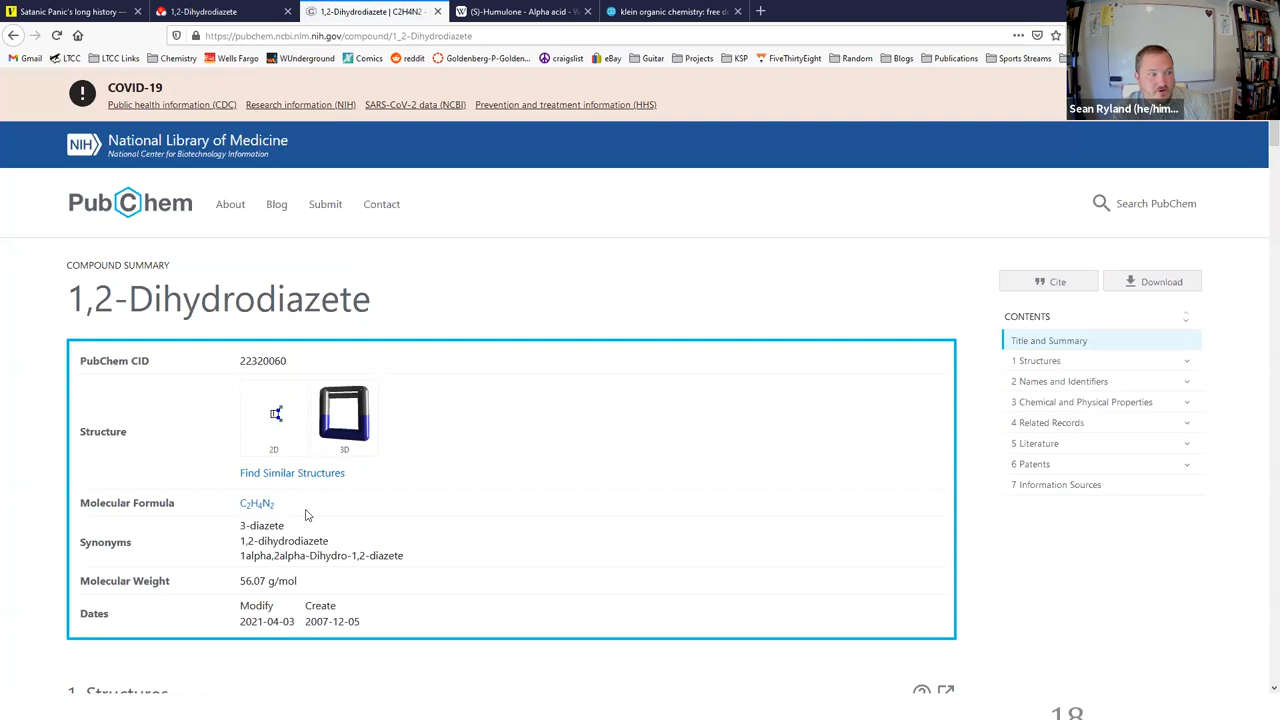 Satanic Panic's long history —
1,2-Dihydrodiazete
1,2-Dihydrodiazete | C2H4N2 -
(S)-Humulone - Alpha acid - W
klein organic chemistry: free d
https://pubchem.ncbi.nlm.nih.gov/compound/1_2-Dihydrodiazete
Gmail LTCC LTCC Links Chemistry Wells Fargo WUnderground Comics reddit Goldenberg-P-Golden... craigslist eBay Guitar Projects KSP FiveThirtyEight Random Blogs Publications Sports Streams
Sean Ryland (he/him...
COVID-19
Public health information (CDC) Research information (NIH) SARS-CoV-2 data (NCBI) Prevention and treatment information (HHS)
NIH National Library of Medicine
National Center for Biotechnology Information
PubChem About Blog Submit Contact Search PubChem
COMPOUND SUMMARY
1,2-Dihydrodiazete
Cite Download
CONTENTS
Title and Summary
1 Structures
2 Names and Identifiers
3 Chemical and Physical Properties
4 Related Records
5 Literature
6 Patents
7 Information Sources
PubChem CID 22320060
Structure
2D 3D
Find Similar Structures
Molecular Formula C2H4N2
Synonyms
3-diazete
1,2-dihydrodiazete
1alpha,2alpha-Dihydro-1,2-diazete
Molecular Weight 56.07 g/mol
Dates
Modify Create
2021-04-03 2007-12-05
1 Structures
18